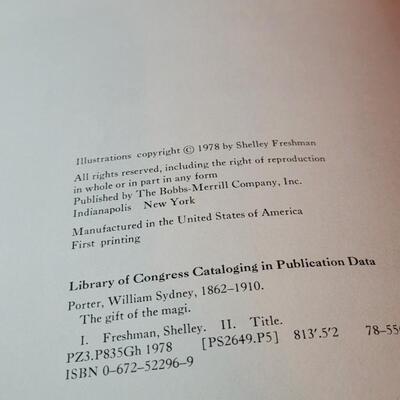 Illustrations copyright © 1978 by Shelley Freshman
All rights reserved, including the right of reproduction
in whole or in part in any form
Published by The Bobbs-Merrill Company, Inc.
Indianapolis New York
Manufactured in the United States of America
First printing
Library of Congress Cataloging in Publication Data
Porter, William Sydney, 1862–1910.
The gift of the magi.
I. Freshman, Shelley. II. Title.
PZ3.P835Gh 1978 [PS2649.P5] 813'.5'2
ISBN 0-672-52296-9